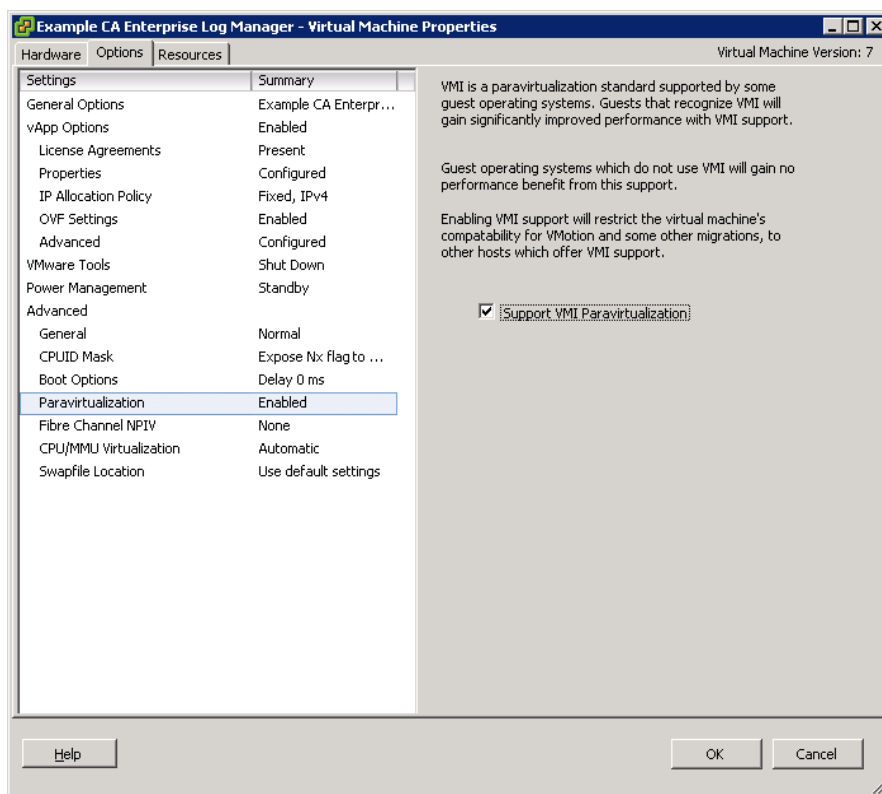 Example CA Enterprise Log Manager - Virtual Machine Properties
Hardware Options Resources Virtual Machine Version: 7
Settings Summary
General Options Example CA Enterpr...
vApp Options Enabled
License Agreements Present
Properties Configured
IP Allocation Policy Fixed, IPv4
OVF Settings Enabled
Advanced Configured
VMware Tools Shut Down
Power Management Standby
Advanced
General Normal
CPUID Mask Expose Nx flag to ...
Boot Options Delay 0 ms
Paravirtualization Enabled
Fibre Channel NPIV None
CPU/MMU Virtualization Automatic
Swapfile Location Use default settings
VMI is a paravirtualization standard supported by some
guest operating systems. Guests that recognize VMI will
gain significantly improved performance with VMI support.
Guest operating systems which do not use VMI will gain no
performance benefit from this support.
Enabling VMI support will restrict the virtual machine's
compatability for VMotion and some other migrations, to
other hosts which offer VMI support.
Support VMI Paravirtualization
Help OK Cancel